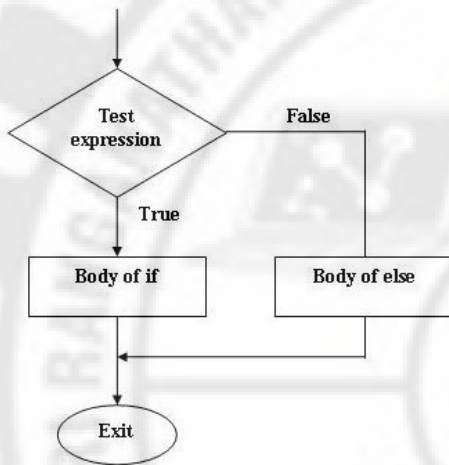 Test
expression
False
True
Body of if
Body of else
Exit